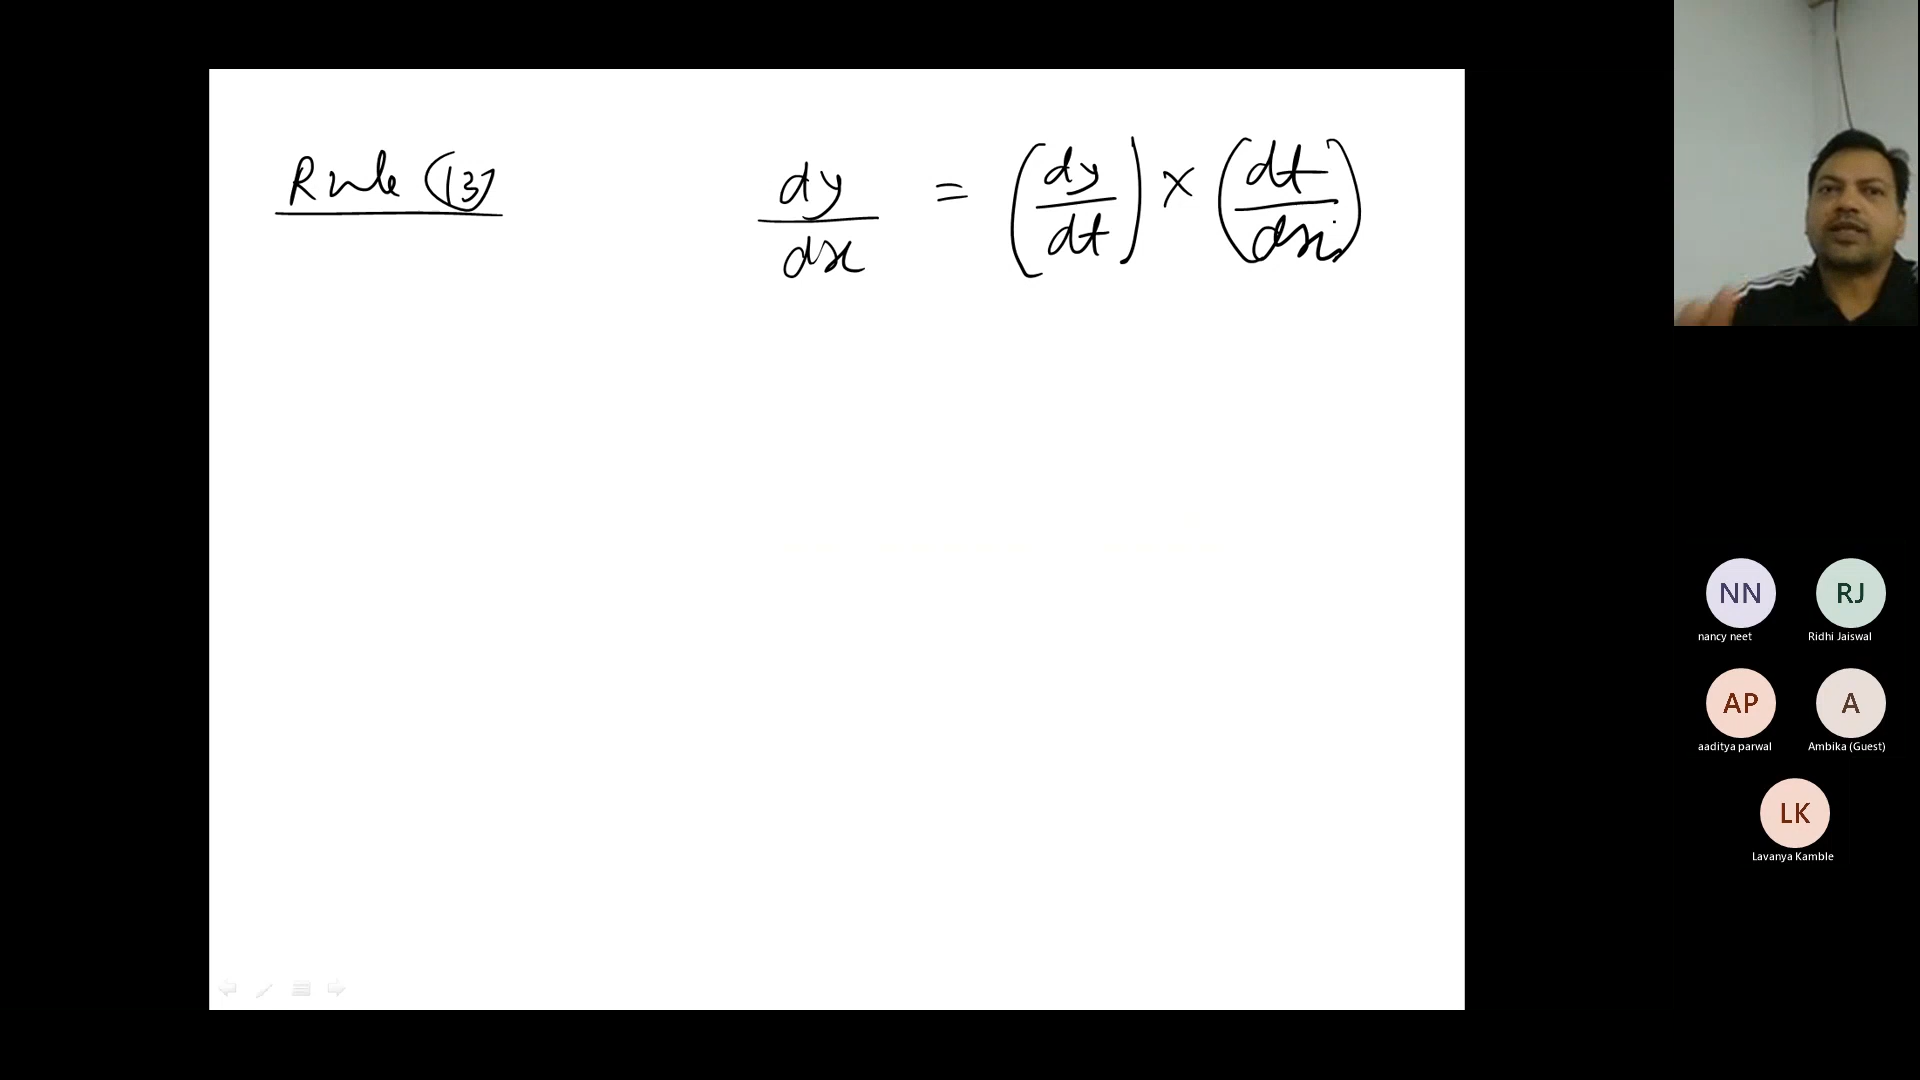 Rule (13)
dy/dx = (dy/dt) × (dt/dx)
NN
RJ
nancy neet
Ridhi Jaiswal
AP
A
aaditya parwal
Ambika (Guest)
LK
Lavanya Kamble